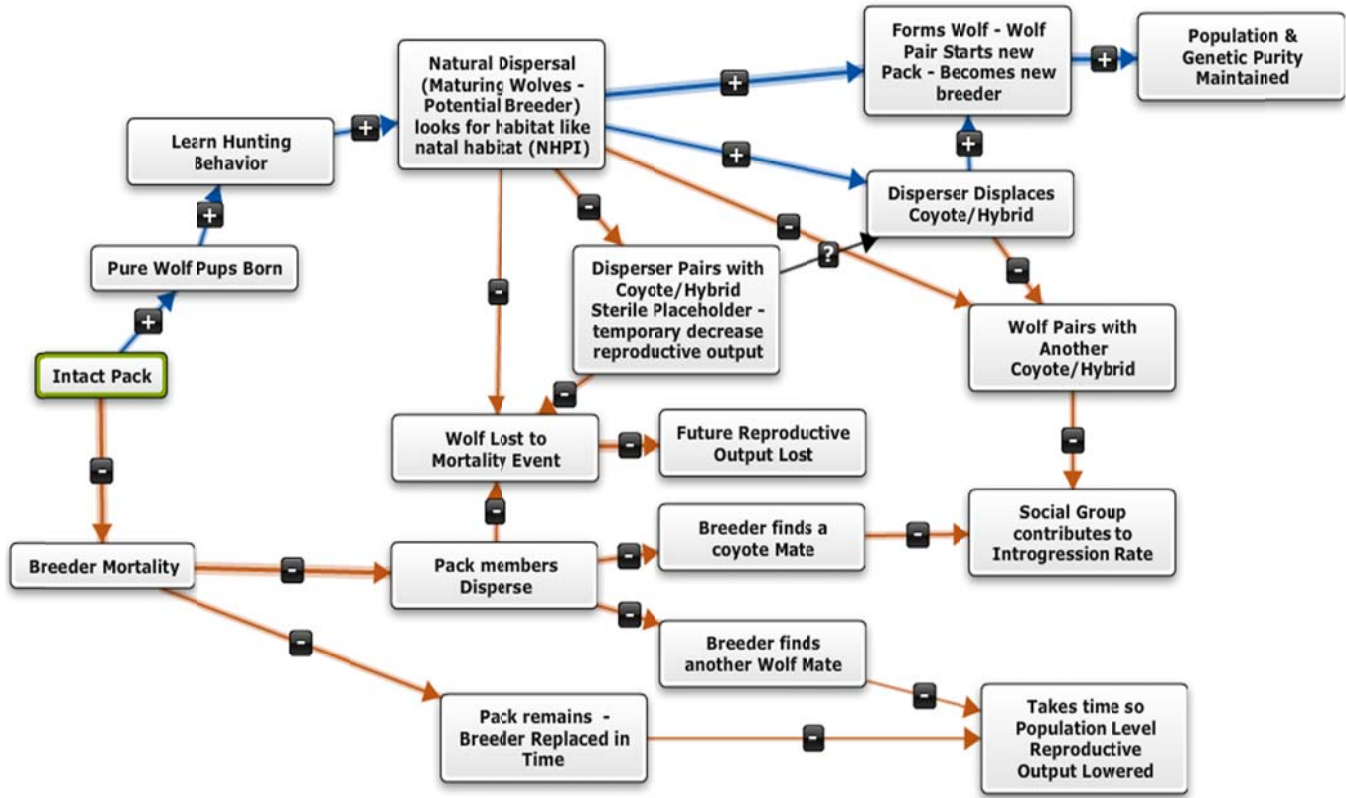 Forms Wolf - Wolf
Pair Starts new
Pack - Becomes new
breeder
+
Population &
Genetic Purity
Maintained
Natural Dispersal
(Maturing Wolves -
Potential Breeder)
looks for habitat like
natal habitat (NHPI)
+
+
Learn Hunting
Behavior
+
+
Disperser Displaces
Coyote/Hybrid
+
Pure Wolf Pups Born
-
-
?
-
Disperser Pairs with
Coyote/Hybrid
Sterile Placeholder -
temporary decrease
reproductive output
-
+
Wolf Pairs with
Another
Coyote/Hybrid
Intact Pack
-
-
Wolf Lost to
Mortality Event
-
Future Reproductive
Output Lost
-
-
-
Breeder finds a
coyote Mate
-
Social Group
contributes to
Introgression Rate
Breeder Mortality
-
Pack members
Disperse
-
-
Breeder finds
another Wolf Mate
-
-
Pack remains -
Breeder Replaced in
Time
-
Takes time so
Population Level
Reproductive
Output Lowered